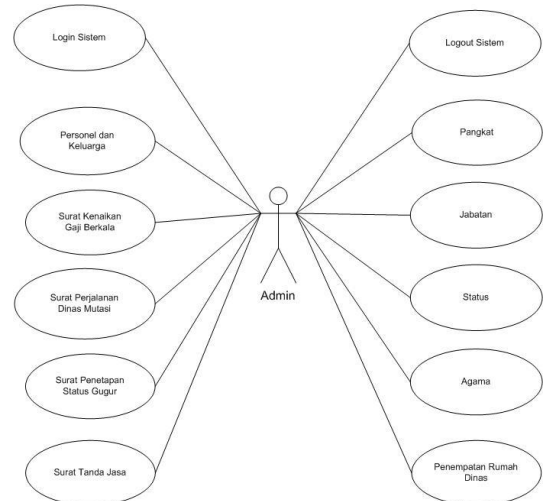 Login Sistem
Logout Sistem
Personel dan
Keluarga
Pangkat
Surat Kenaikan
Gaji Berkala
Jabatan
Surat Perjalanan
Dinas Mutasi
Status
Admin
Surat Penetapan
Status Gugur
Agama
Surat Tanda Jasa
Penempatan Rumah
Dinas